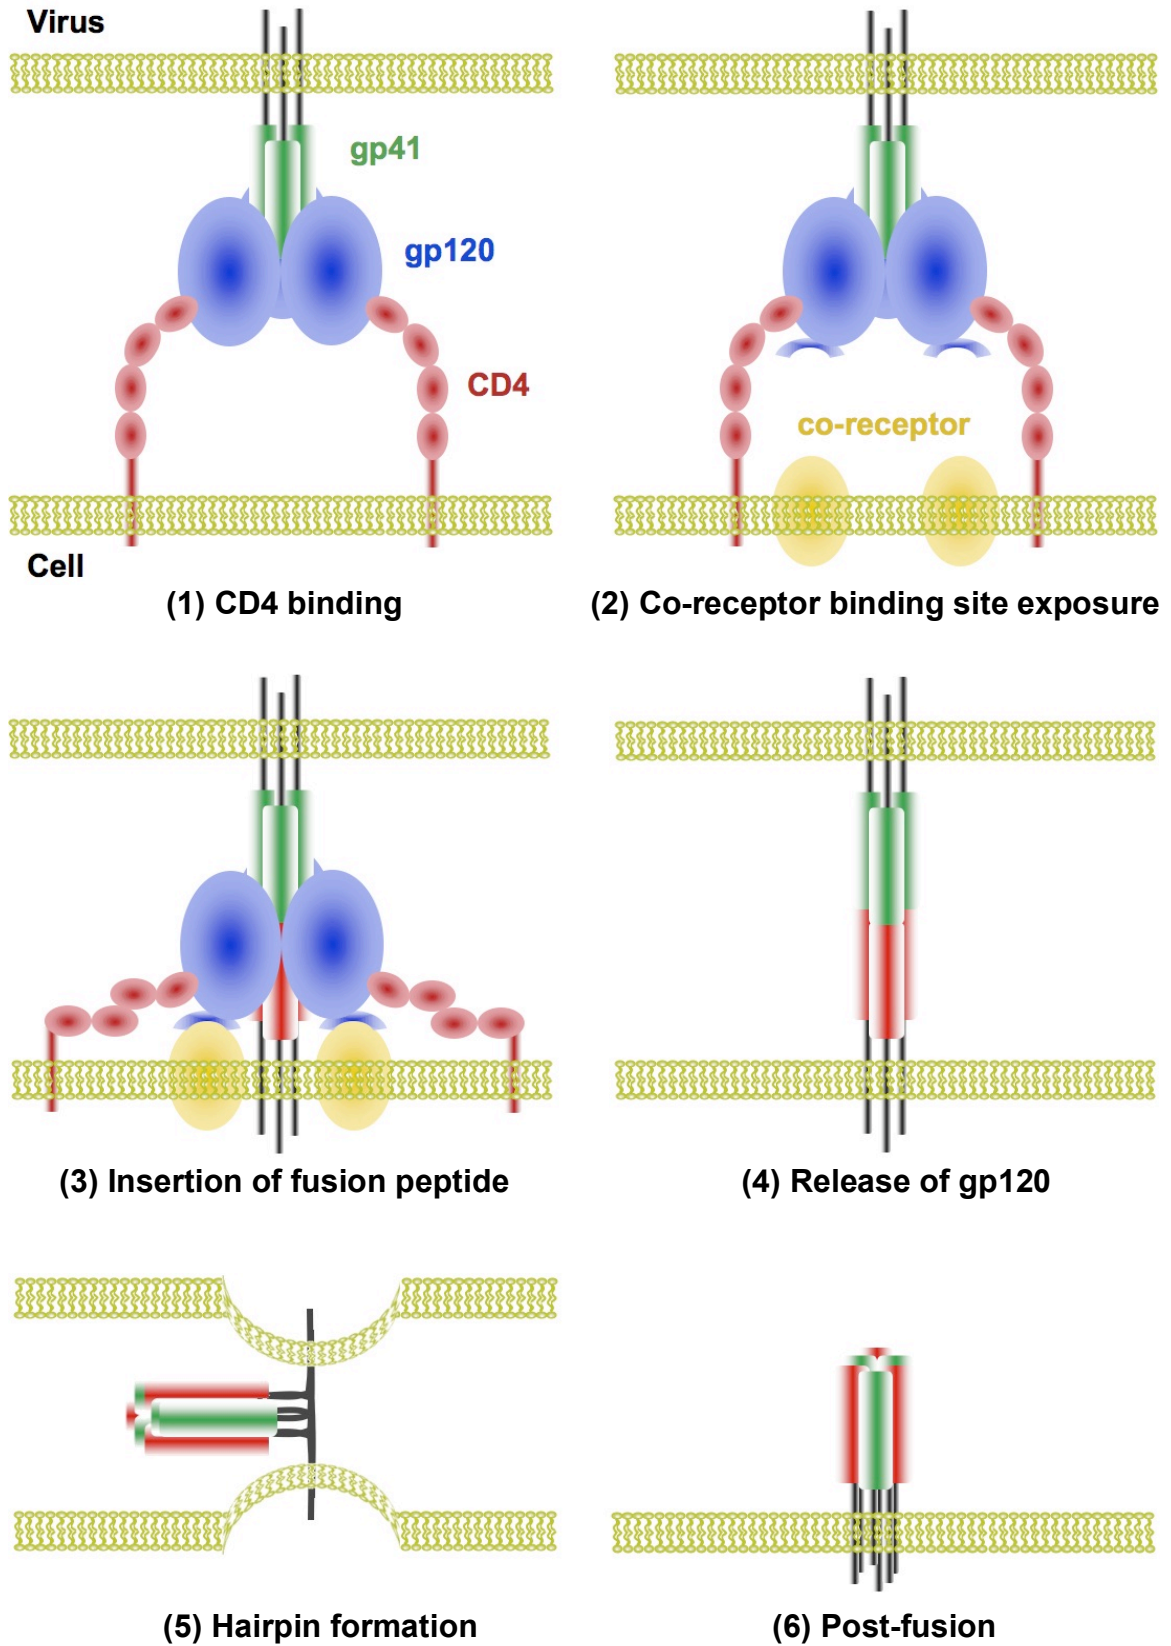 Virus
gp41
gp120
CD4
co-receptor
Cell
(1) CD4 binding
(2) Co-receptor binding site exposure
(3) Insertion of fusion peptide
(4) Release of gp120
(5) Hairpin formation
(6) Post-fusion